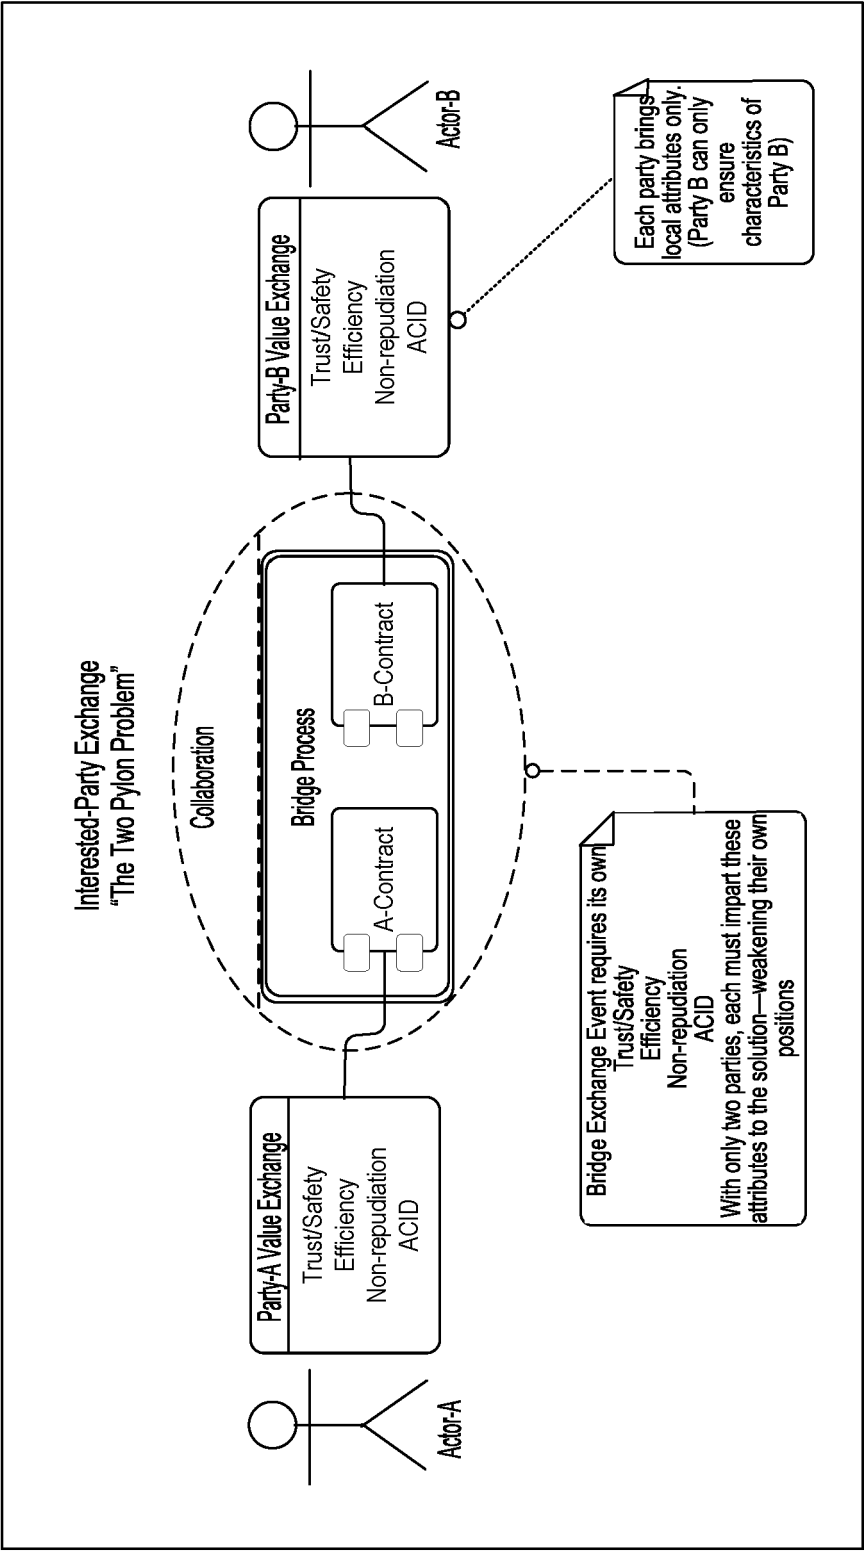 Interested-Party Exchange
“The Two Pylon Problem”
Actor-A
Party-A Value Exchange
Trust/Safety
Efficiency
Non-repudiation
ACID
Collaboration
Bridge Process
A-Contract
B-Contract
Party-B Value Exchange
Trust/Safety
Efficiency
Non-repudiation
ACID
Actor-B
Bridge Exchange Event requires its own
Trust/Safety
Efficiency
Non-repudiation
ACID
With only two parties, each must impart these
attributes to the solution—weakening their own
positions
Each party brings
local attributes only.
(Party B can only
ensure
characteristics of
Party B)